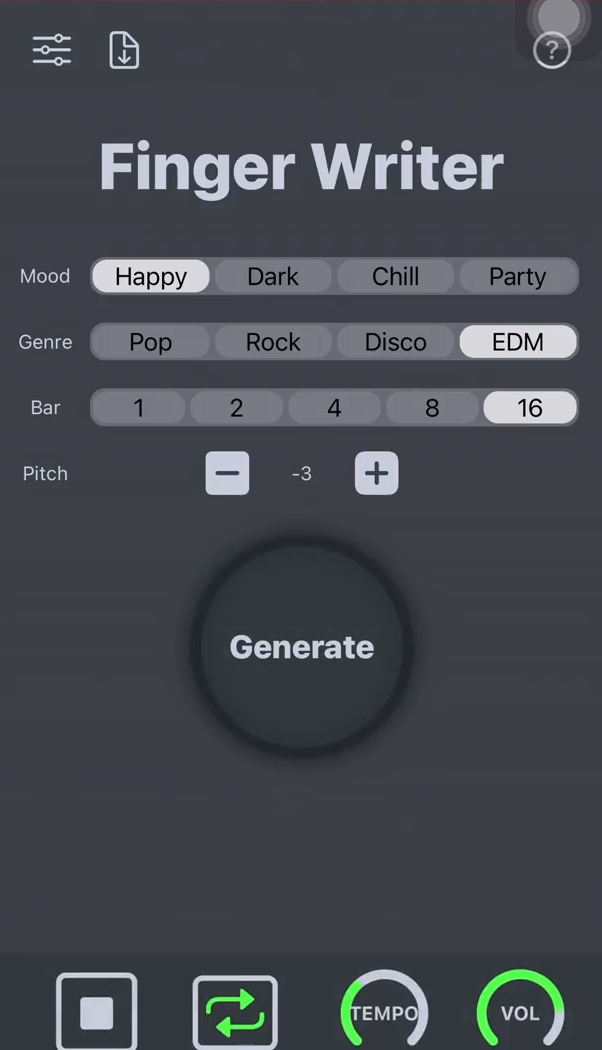 ?
Finger Writer
Mood Happy Dark Chill Party
Genre Pop Rock Disco EDM
Bar 1 2 4 8 16
Pitch -3
Generate
TEMPO VOL